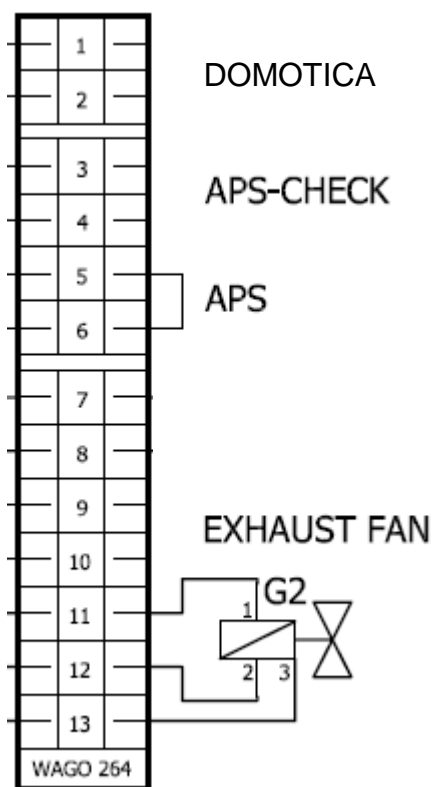 1
DOMOTICA
2
3
APS-CHECK
4
5
APS
6
7
8
9
EXHAUST FAN
10
G2
11
1
12
2 3
13
WAGO 264